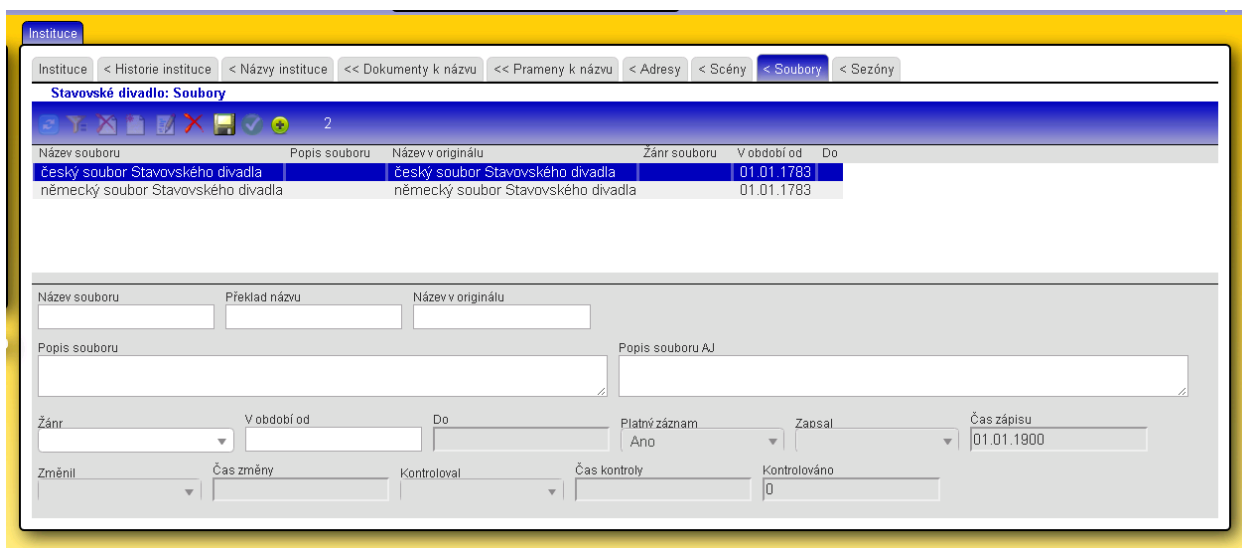 Instituce
Instituce < Historie instituce < Názvy instituce << Dokumenty k názvu << Prameny k názvu < Adresy < Scény < Soubory < Sezóny
Stavovské divadlo: Soubory
2
Název souboru Popis souboru Název v originálu Žánr souboru V období od Do
český soubor Stavovského divadla český soubor Stavovského divadla 01.01.1783
německý soubor Stavovského divadla německý soubor Stavovského divadla 01.01.1783
Název souboru Překlad názvu Název v originálu
Popis souboru Popis souboru AJ
Žánr V období od Do Platný záznam Zapsal Čas zápisu
Ano 01.01.1900
Změnil Čas změny Kontroloval Čas kontroly Kontrolováno
0